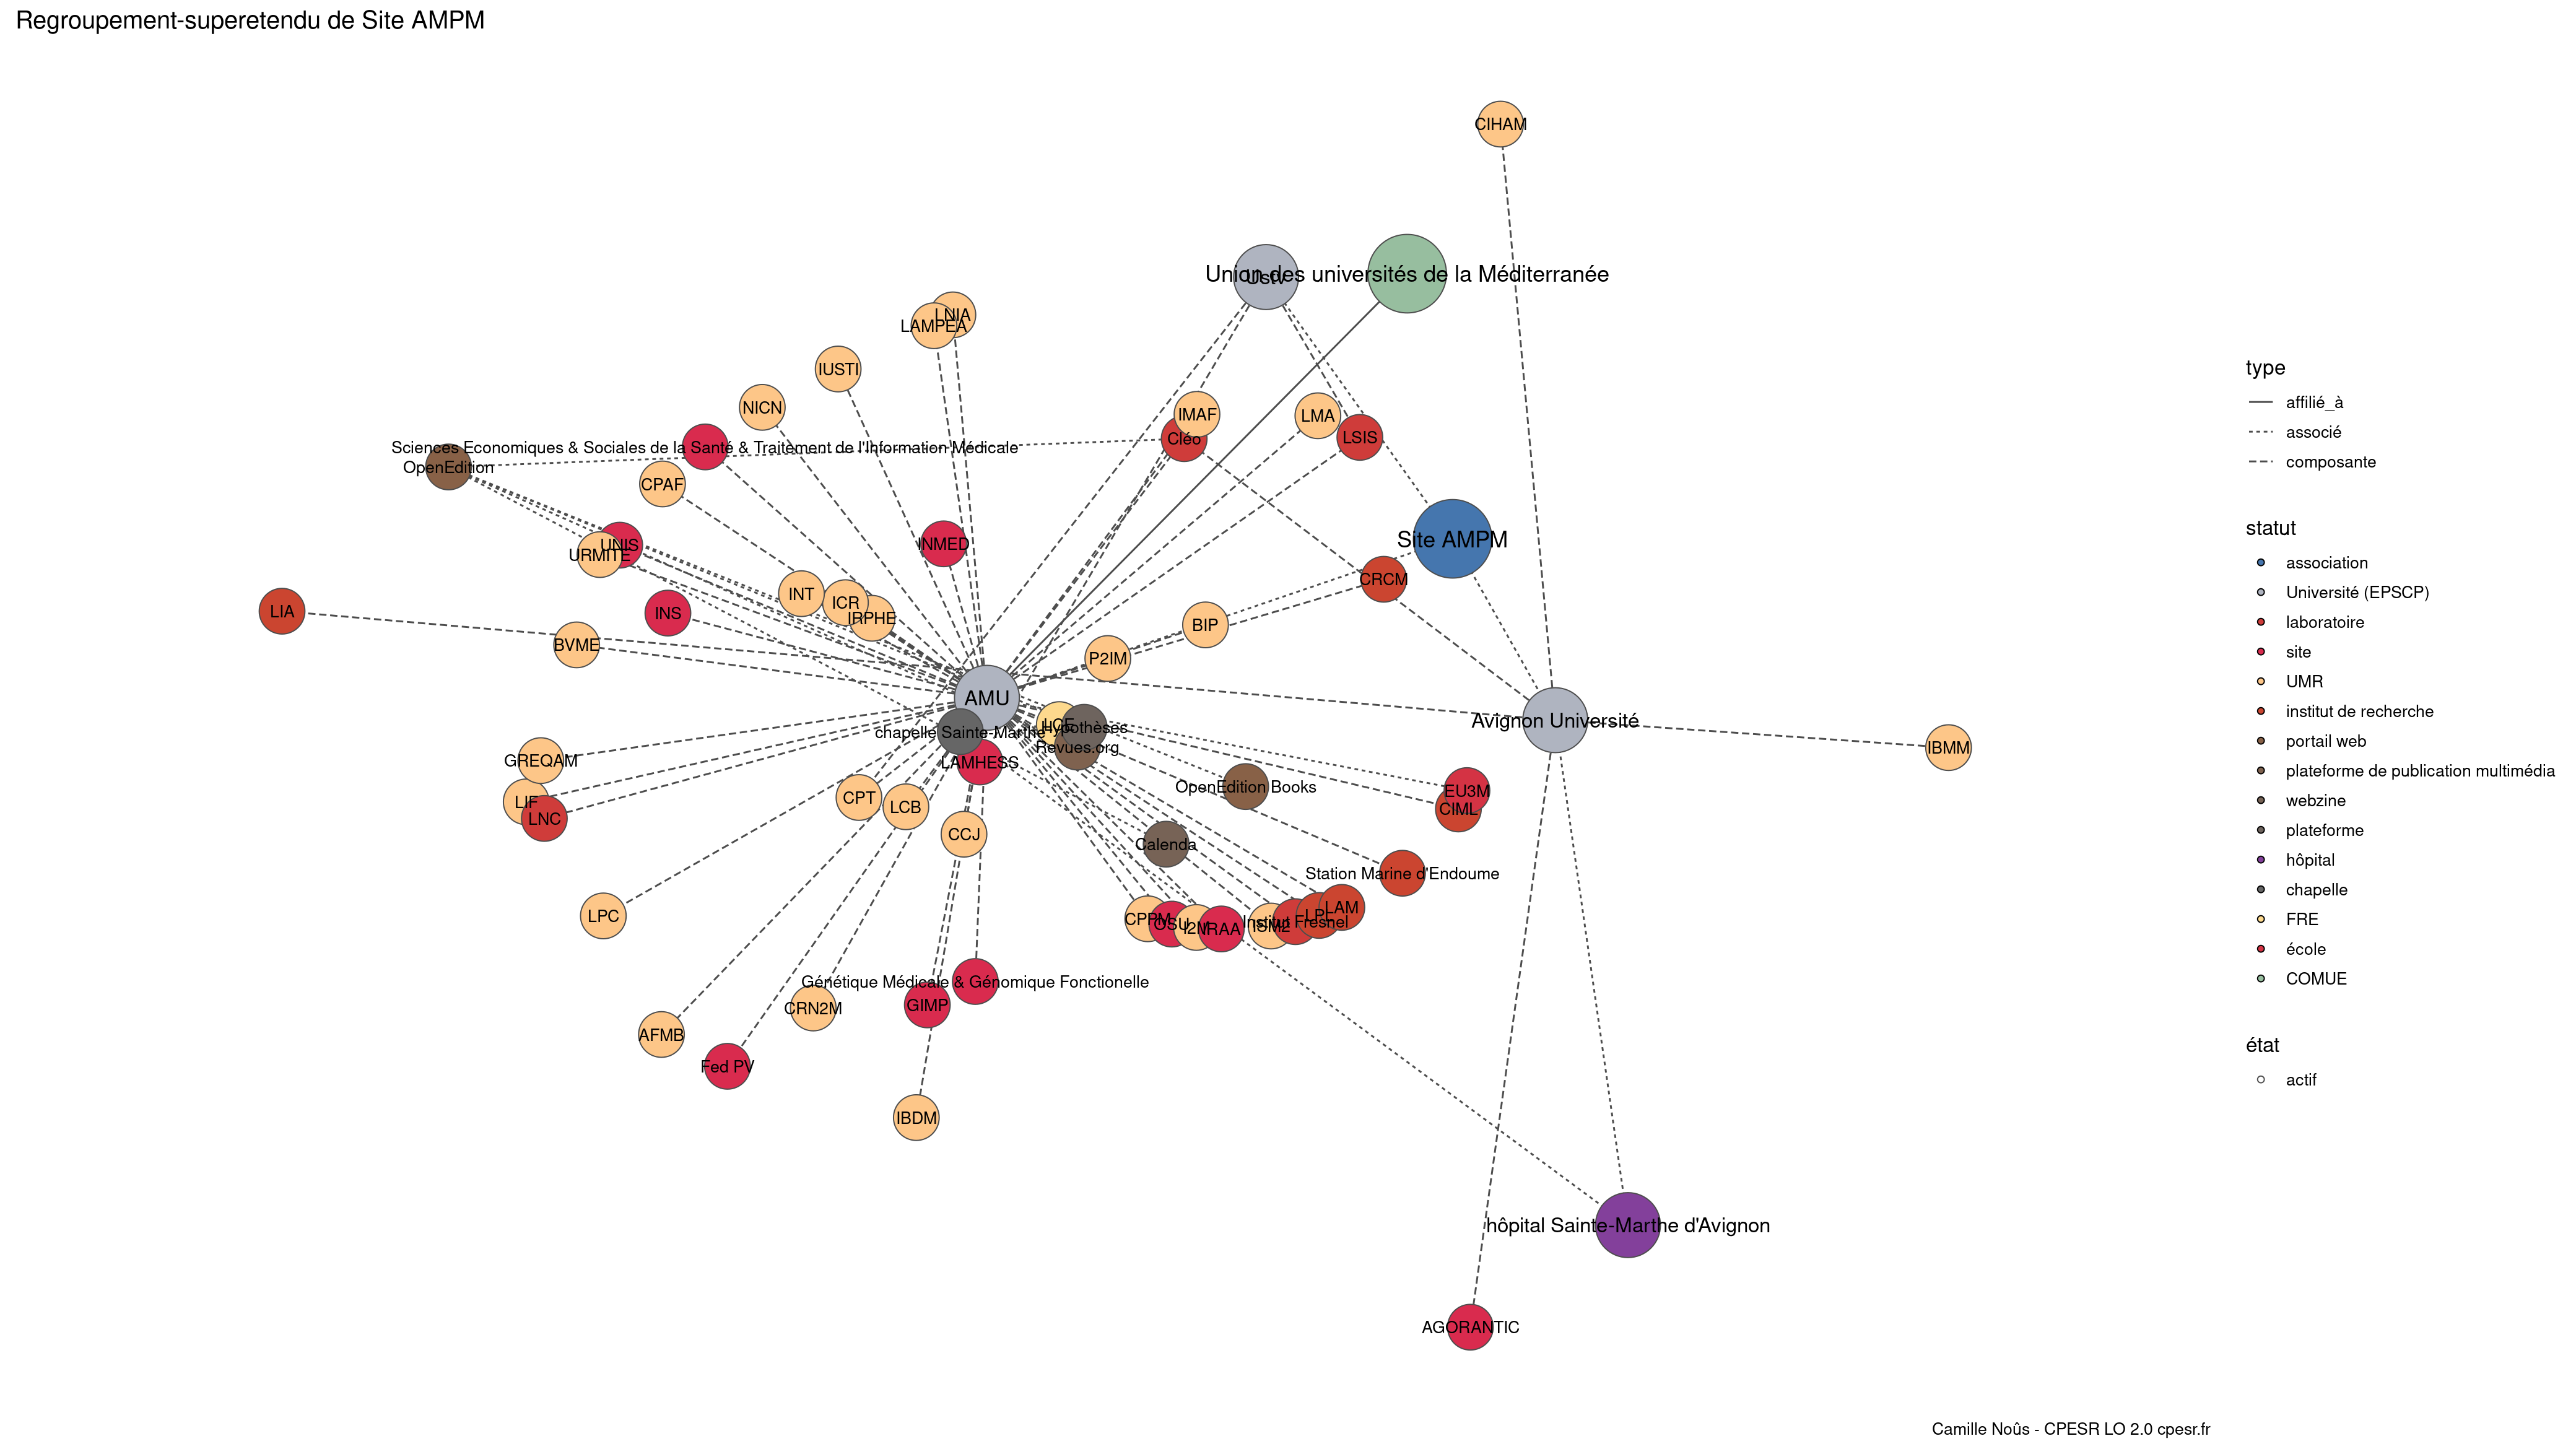 Regroupement-superetendu de Site AMPM
CIHAM
Union des universités de la Méditerranée
Ustv
LNIA
LAMPEA
IUSTI
NICN
IMAF
LMA
Cléo
LSIS
Sciences Economiques & Sociales de la Santé & Traitement de l'Information Médicale
OpenEdition
CPAF
Site AMPM
UNIS
URMITE
INMED
CRCM
INT
ICR
IRPHE
LIA
INS
BIP
BVME
P2IM
AMU
Avignon Université
chapelle Sainte-Marthe
Revues.org
IBMM
GREQAM
LAMHESS
OpenEdition Books
EU3M
CIML
LIF
LNC
CPT
LCB
CCJ
Calenda
Station Marine d'Endoume
LPC
CPPM
OSU
I2M
IRAA
ISM2
Institut Fresnel
LPL
LAM
Génétique Médicale & Génomique Fonctionelle
GIMP
CRN2M
AFMB
Fed PV
IBDM
hôpital Sainte-Marthe d'Avignon
AGORANTIC
type
affilié_à
associé
composante
statut
association
Université (EPSCP)
laboratoire
site
UMR
institut de recherche
portail web
plateforme de publication multimédia
webzine
plateforme
hôpital
chapelle
FRE
école
COMUE
état
actif
Camille Noûs - CPESR LO 2.0 cpesr.fr